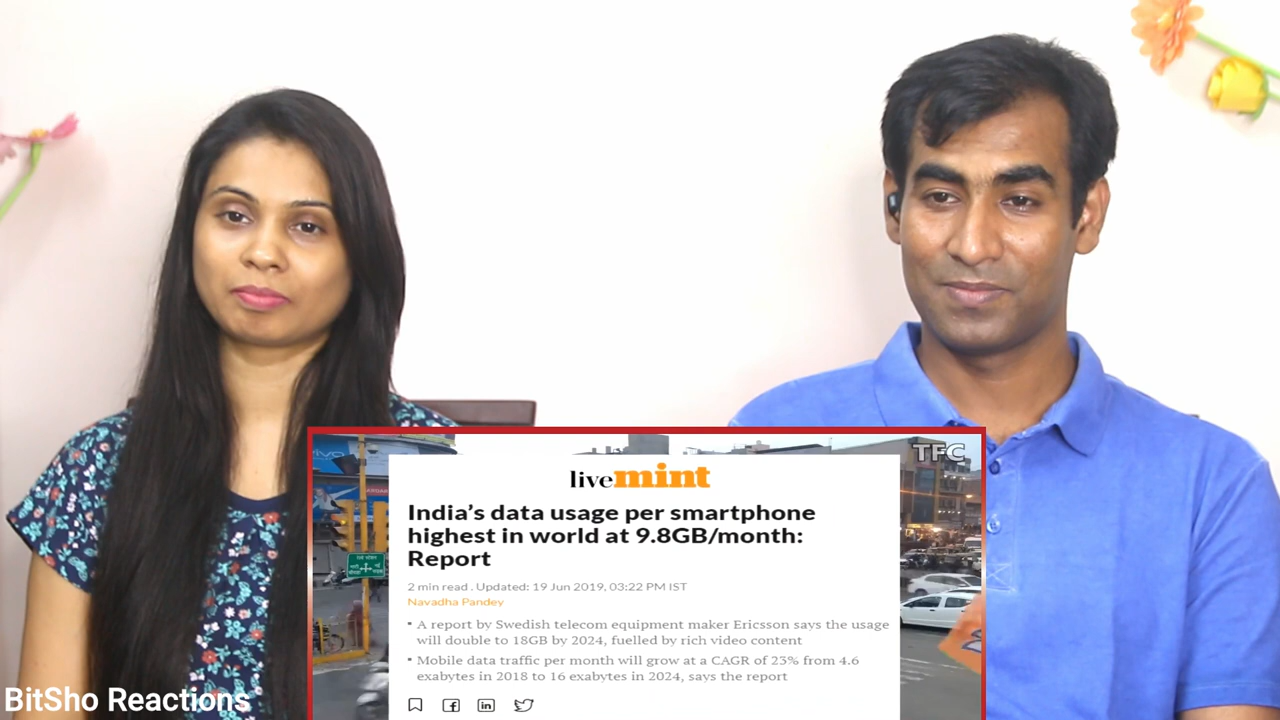 TFC
vivo
livemint
India's data usage per smartphone
highest in world at 9.8GB/month:
Report
2 min read . Updated: 19 Jun 2019, 03:22 PM IST
Navadha Pandey
▪ A report by Swedish telecom equipment maker Ericsson says the usage
will double to 18GB by 2024, fuelled by rich video content
▪ Mobile data traffic per month will grow at a CAGR of 23% from 4.6
exabytes in 2018 to 16 exabytes in 2024, says the report
BitSho Reactions